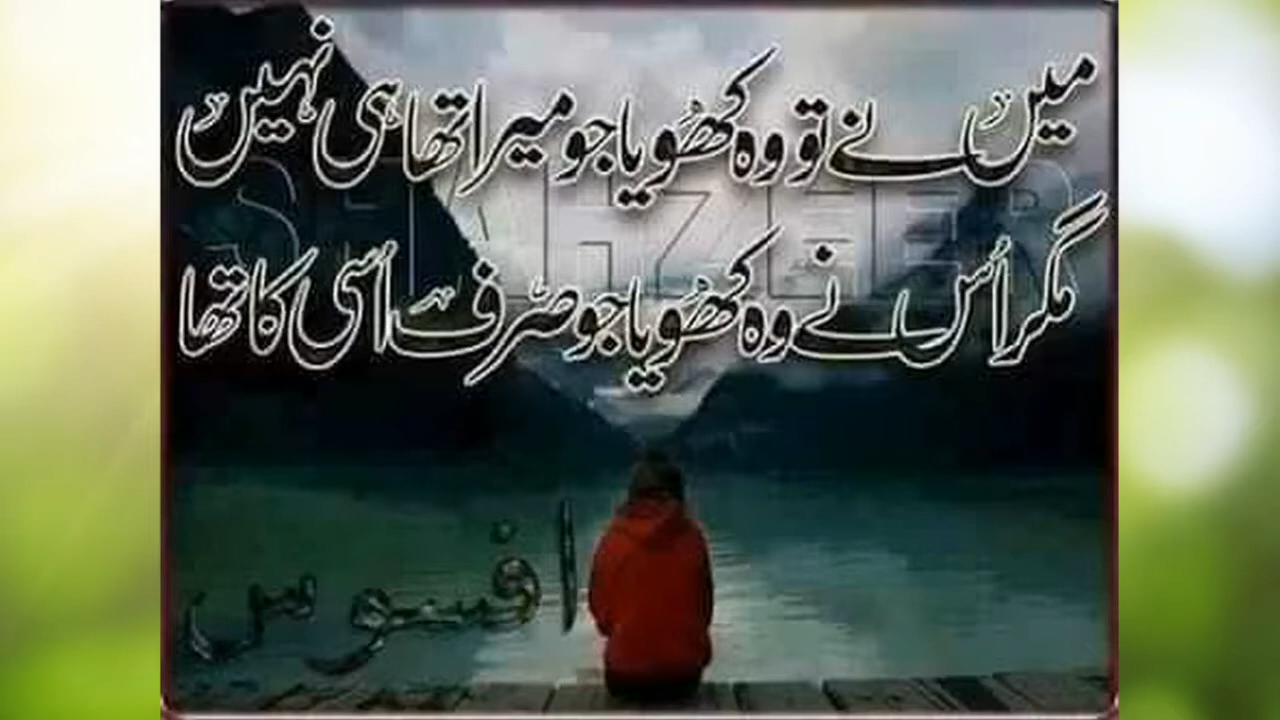 میں نے تو وہ کھویا جو میرا تھا ہی نہیں
SHAHZEB
مگر اُس نے وہ کھویا جو صرف اُسی کا تھا
افسوس